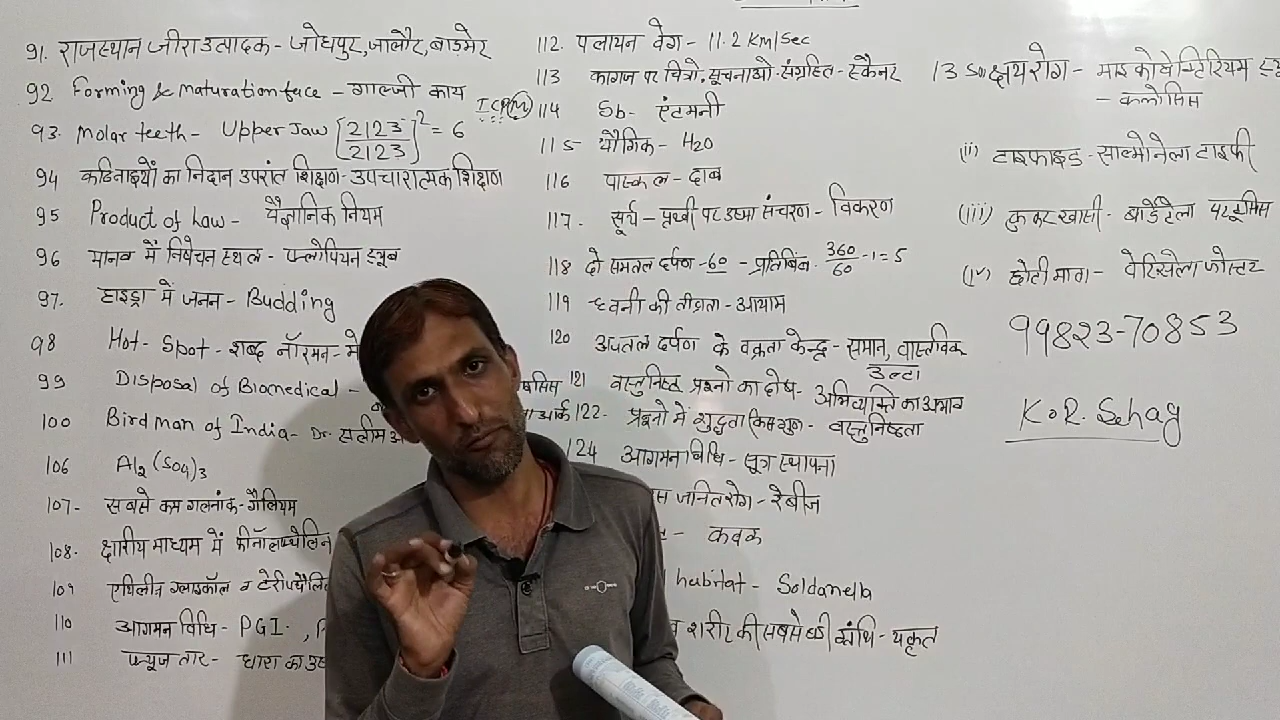 91. राजस्थान जीरा उत्पादक - जोधपुर, जालौर, बाड़मेर
92 Forming & maturation face - गाल्जी काय
93. Molar teeth - Upper Jaw [2123/2123]² = 6
94 कठिनाइयों का निदान उपरांत शिक्षण - उपचारात्मक शिक्षण
95 Product of Law - वैज्ञानिक नियम
96 मानव में निषेचन स्थल - फ्लोपियन ट्यूब
97. हाइड्रा में जनन - Budding
98 Hot - Spot - शब्द नॉरमन - मे
99 Disposal of Biomedical -
100 Bird man of India - Dr. सलीम अ
106 Al₂(SO₄)₃
107- सबसे कम गलनांक - गैलियम
108. क्षारीय माध्यम में फीनॉलफ्थेलिन
109 एथिलीन ग्लाइकॉल व टेरीफ्थैलि
110 आगमन विधि - PGI.,
111 फ्यूज तार - धारा का उष
112. पलायन वेग - 11.2 Km/Sec
113 कागज पर चित्रो, सूचनाओ संग्रहित - स्कैनर
114 Sb - एंटमनी
115 यौगिक - H₂O
116 पास्कल - दाब
117. सूर्य - पृथ्वी पर उष्मा संचरण - विकरण
118 दो समतल दर्पण - 60 - प्रतिबिंब. 360/60 - 1 = 5
119 ध्वनी की तीव्रता - आयाम
120 अवतल दर्पण के वक्रता केन्द्र - समान, वास्तविक
उल्टा
121 वस्तुनिष्ठ प्रश्नो का दोष - अभिव्यक्ति का अभाव
122. प्रश्नो में शुद्धता किस गुण - वस्तुनिष्ठता
124 आगमन विधि - सूत्र स्थापना
जनित रोग - रेबीज
- कवक
habitat - Soldanella
शरीर की सबसे बडी ग्रंथि - यकृत
क्षय रोग - माइकोबेक्टिरियम
- क्लोसिस
(ii) टाइफाइड - साल्मोनेला टाइफी
(iii) कुकर खासी - बोर्डेटेला परट्यूसिस
(iv) छोटी माता - वेरिसेला जोस्टर
99823-70853
K.R. Sehag